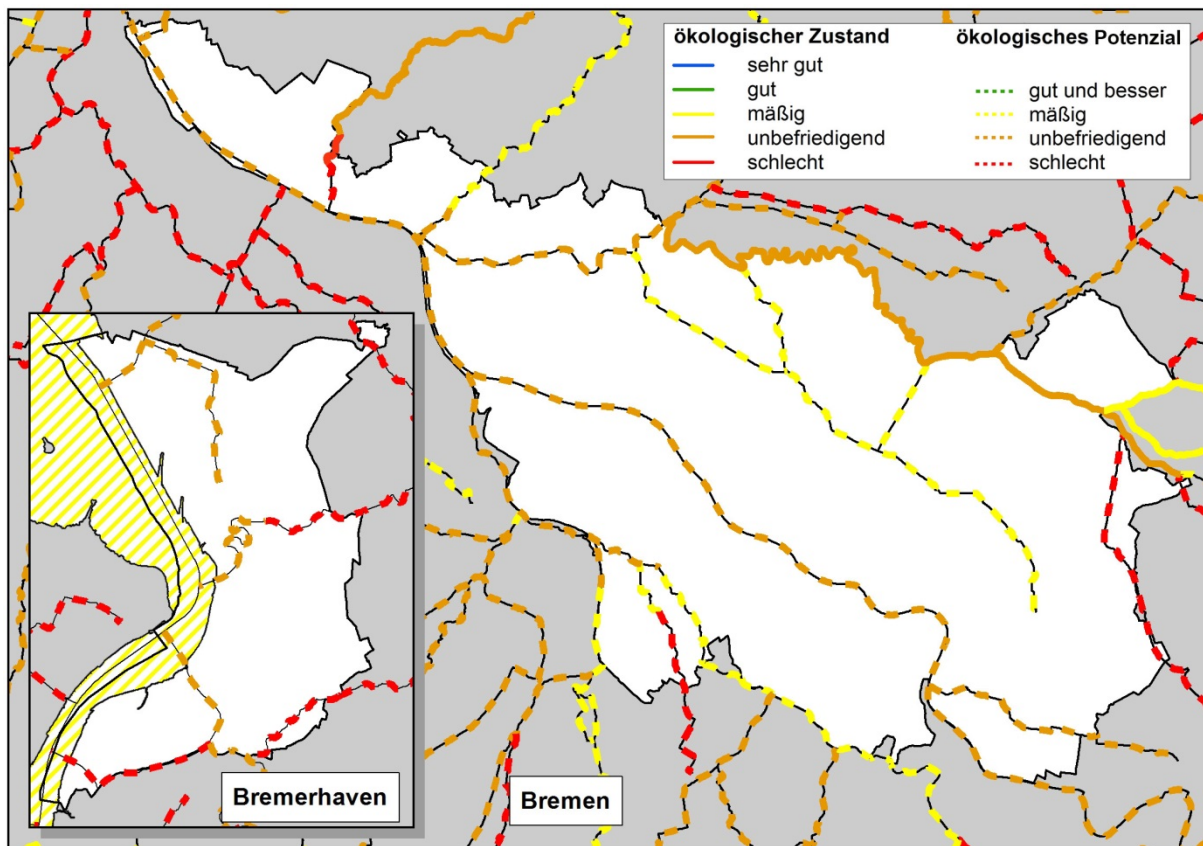 ökologischer Zustand
sehr gut
gut
mäßig
unbefriedigend
schlecht
ökologisches Potenzial
gut und besser
mäßig
unbefriedigend
schlecht
Bremerhaven
Bremen